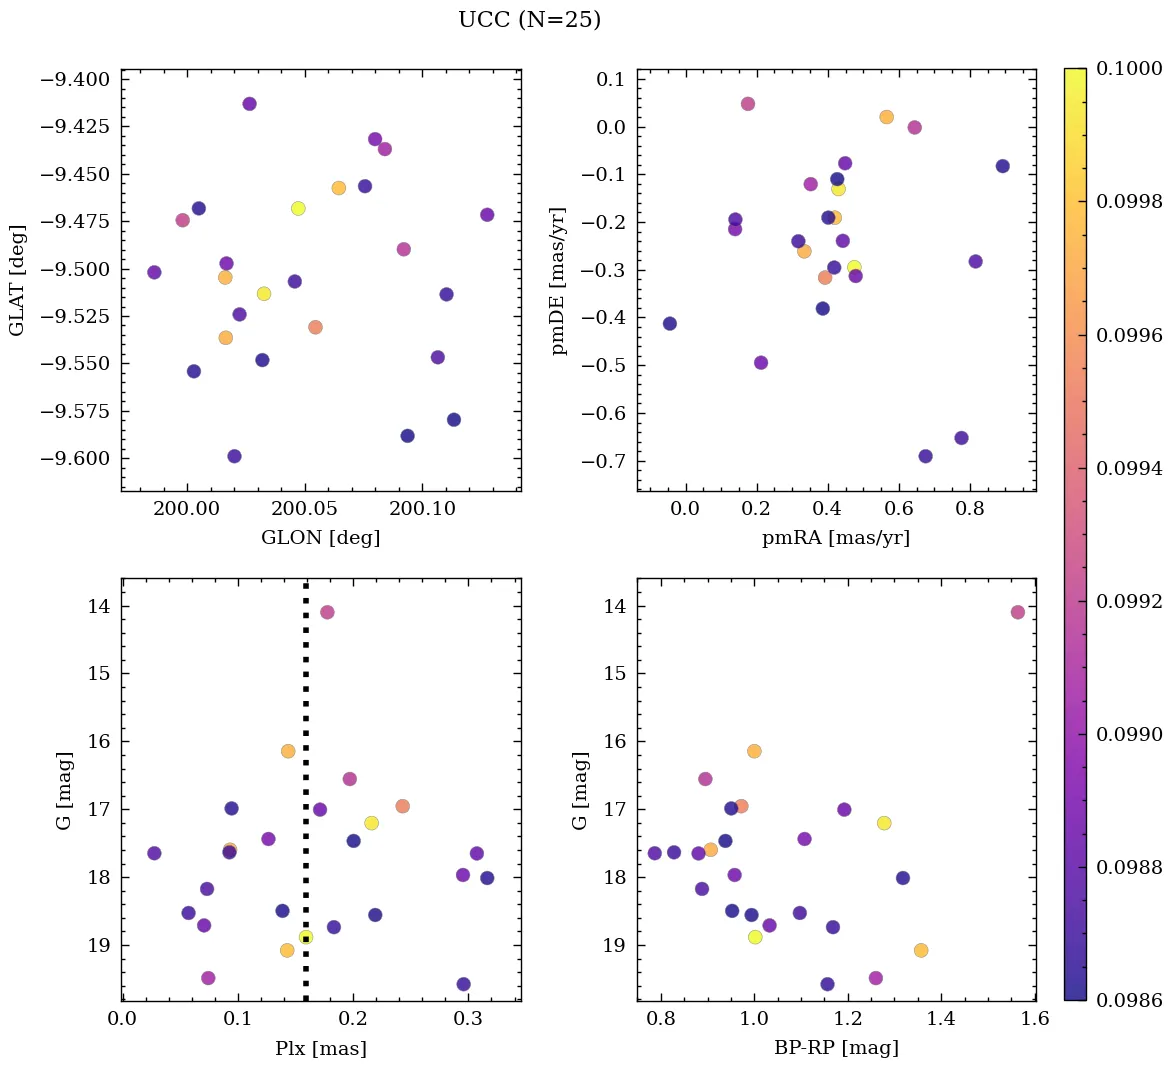 UCC (N=25)
−9.400
−9.425
−9.450
−9.475
−9.500
−9.525
−9.550
−9.575
−9.600
GLAT [deg]
200.00 200.05 200.10
GLON [deg]
0.1
0.0
−0.1
−0.2
−0.3
−0.4
−0.5
−0.6
−0.7
pmDE [mas/yr]
0.0 0.2 0.4 0.6 0.8
pmRA [mas/yr]
14
15
16
17
18
19
G [mag]
0.0 0.1 0.2 0.3
Plx [mas]
14
15
16
17
18
19
G [mag]
0.8 1.0 1.2 1.4 1.6
BP-RP [mag]
0.1000
0.0998
0.0996
0.0994
0.0992
0.0990
0.0988
0.0986